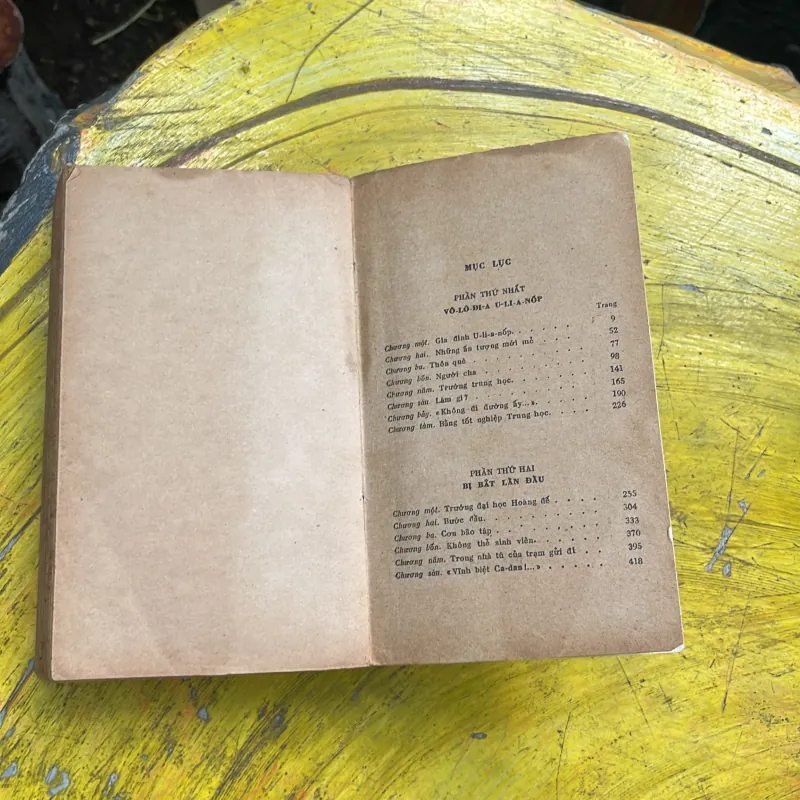 MỤC LỤC
PHẦN THỨ NHẤT
VÔ-LÔ-ĐI-A U-LI-A-NỐP
Trang
Chương một. Gia đình U-li-a-nốp. . . . . . 9
Chương hai. Những ấn tượng mới mẻ . . . . 52
Chương ba. Thôn quê . . . . . . . 77
Chương bốn. Người cha . . . . . . 98
Chương năm. Trường trung học. . . . . . 141
Chương sáu. Làm gì? . . . . . . . 165
Chương bảy. «Không đi đường ấy...». . . . . 190
Chương tám. Bằng tốt nghiệp Trung học. . . . 226
PHẦN THỨ HAI
BỊ BẮT LẦN ĐẦU
Chương một. Trường đại học Hoàng đế . . . . 255
Chương hai. Bước đầu. . . . . . . . 304
Chương ba. Cơn bão táp . . . . . . 333
Chương bốn. Không thẻ sinh viên. . . . . . 370
Chương năm. Trong nhà tù của trạm gửi đi . . 395
Chương sáu. «Vĩnh biệt Ca-dan!...» . . . . . 418